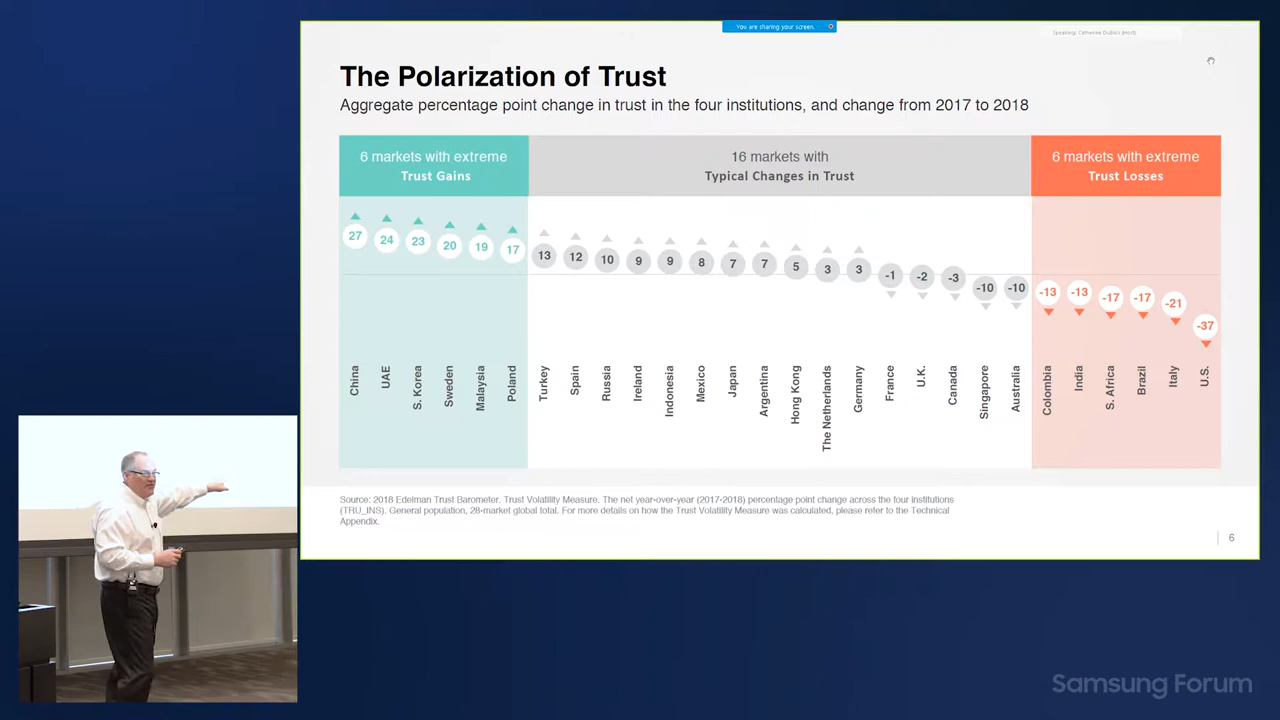 You are sharing your screen.
Speaking: Catherine DuBois (Host)
The Polarization of Trust
Aggregate percentage point change in trust in the four institutions, and change from 2017 to 2018
6 markets with extreme
Trust Gains
16 markets with
Typical Changes in Trust
6 markets with extreme
Trust Losses
27 24 23 20 19 17 13 12 10 9 9 8 7 7 5 3 3 -1 -2 -3 -10 -10 -13 -13 -17 -17 -21 -37
China UAE S. Korea Sweden Malaysia Poland Turkey Spain Russia Ireland Indonesia Mexico Japan Argentina Hong Kong The Netherlands Germany France U.K. Canada Singapore Australia Colombia India S. Africa Brazil Italy U.S.
Source: 2018 Edelman Trust Barometer. Trust Volatility Measure. The net year-over-year (2017-2018) percentage point change across the four institutions
(TRU_INS). General population, 28-market global total. For more details on how the Trust Volatility Measure was calculated, please refer to the Technical
Appendix.
6
Samsung Forum